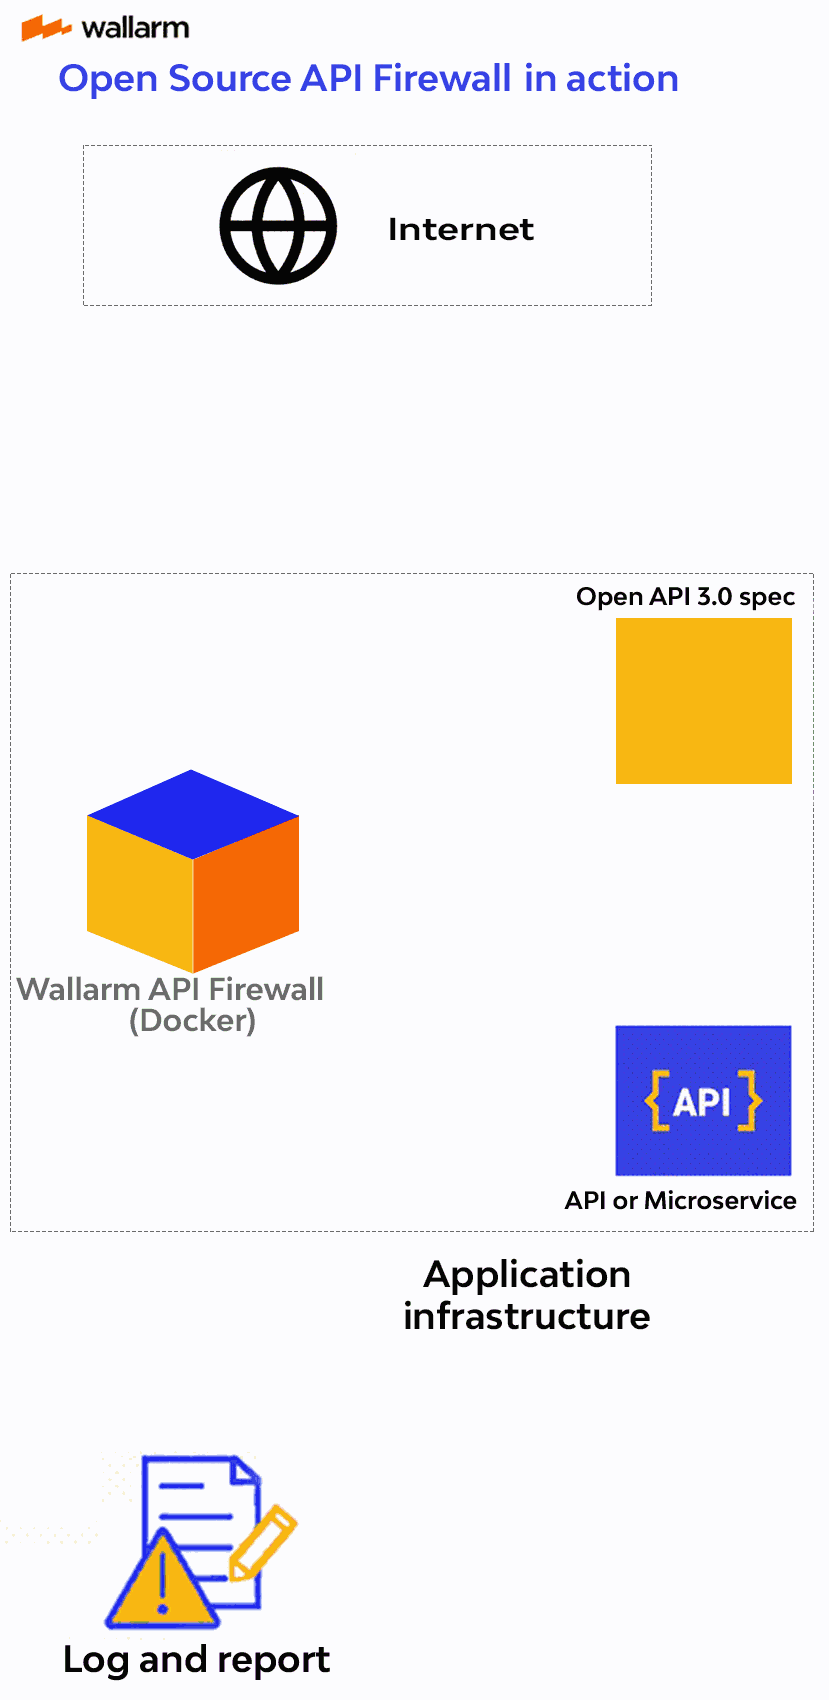 wallarm
Open Source API Firewall in action
Internet
Open API 3.0 spec
Wallarm API Firewall
(Docker)
{API}
API or Microservice
Application
infrastructure
Log and report